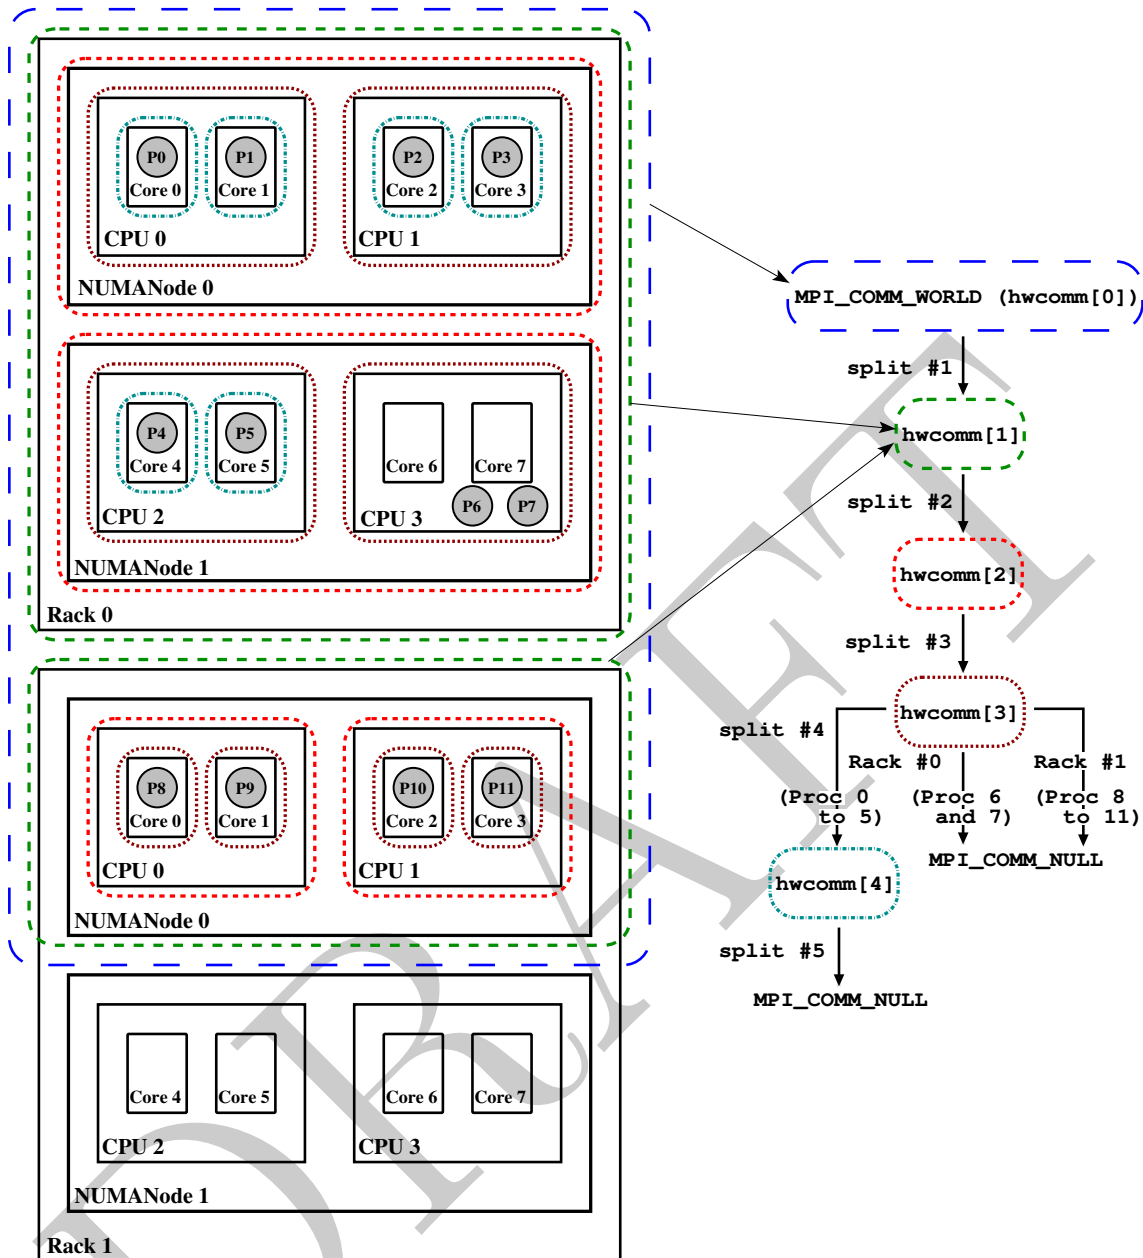 P0 P1 P2 P3
Core 0 Core 1 Core 2 Core 3
CPU 0 CPU 1
NUMANode 0
P4 P5
Core 4 Core 5 Core 6 Core 7
P6 P7
CPU 2 CPU 3
NUMANode 1
Rack 0
P8 P9 P10 P11
Core 0 Core 1 Core 2 Core 3
CPU 0 CPU 1
NUMANode 0
Core 4 Core 5 Core 6 Core 7
CPU 2 CPU 3
NUMANode 1
Rack 1
MPI_COMM_WORLD (hwcomm[0])
split #1
hwcomm[1]
split #2
hwcomm[2]
split #3
hwcomm[3]
split #4
Rack #0 Rack #1
(Proc 0 (Proc 6 (Proc 8
to 5) and 7) to 11)
MPI_COMM_NULL
hwcomm[4]
split #5
MPI_COMM_NULL
DRAFT